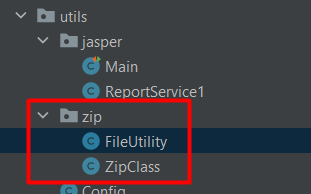 utils
jasper
Main
ReportService1
zip
FileUtility
ZipClass
Config